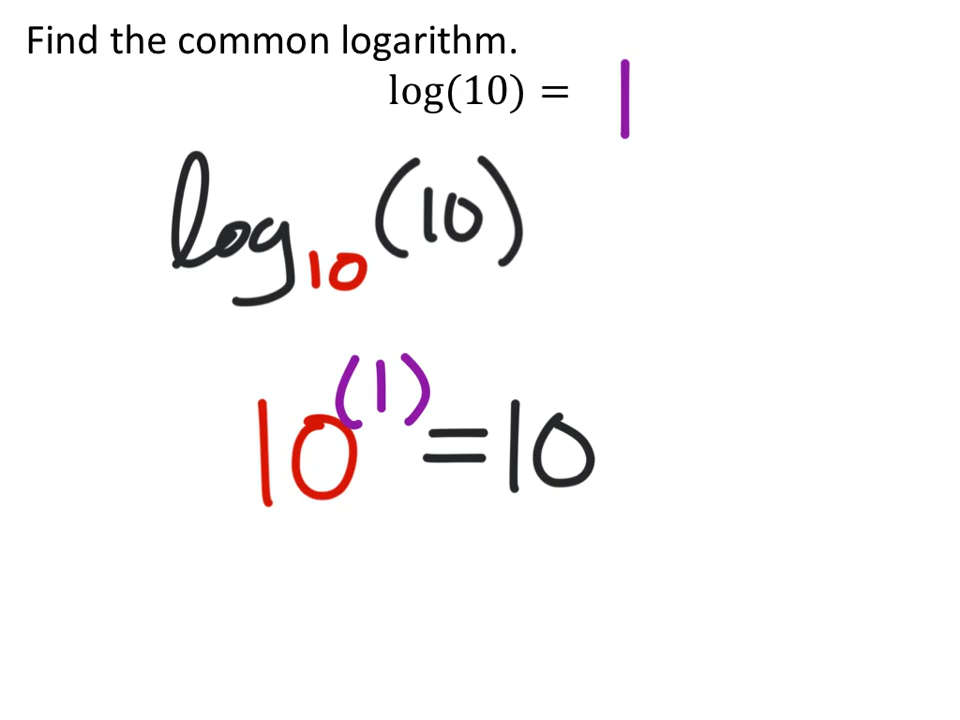 Find the common logarithm.
log(10) = 1
log₁₀(10)
10⁽¹⁾=10